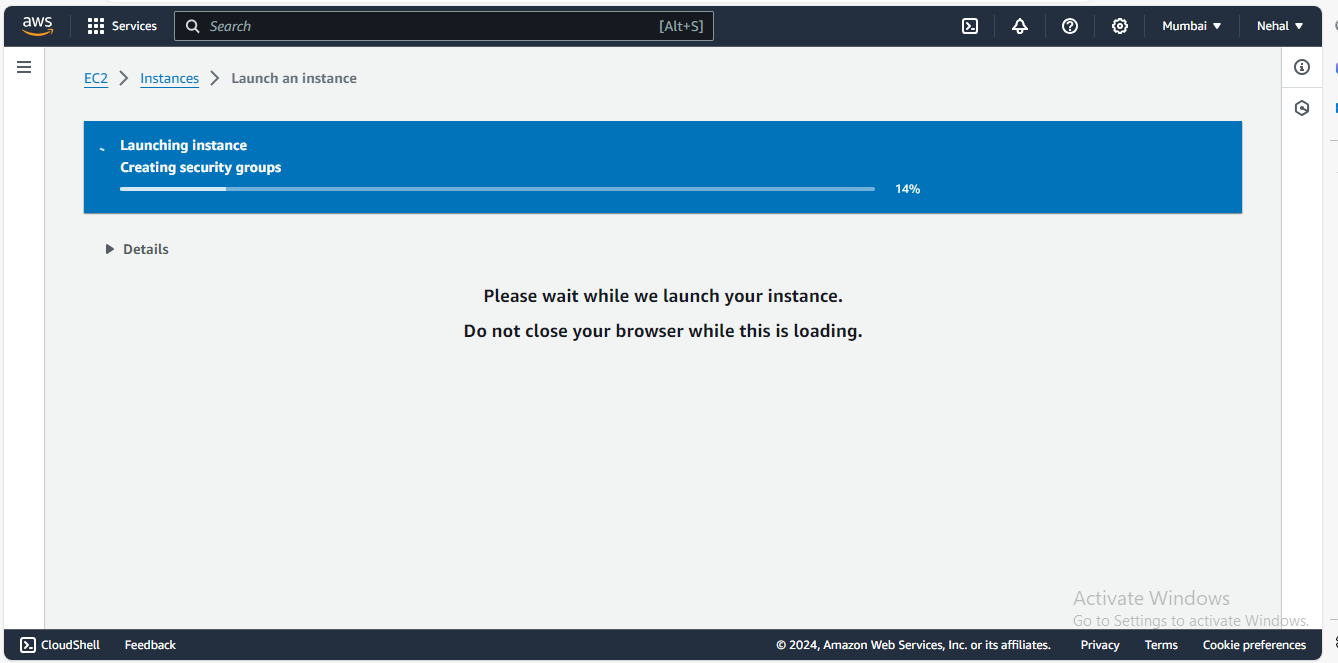 aws Services Search [Alt+S] Mumbai Nehal
EC2 Instances Launch an instance
Launching instance
Creating security groups
14%
Details
Please wait while we launch your instance.
Do not close your browser while this is loading.
Activate Windows
Go to Settings to activate Windows.
CloudShell Feedback © 2024, Amazon Web Services, Inc. or its affiliates. Privacy Terms Cookie preferences